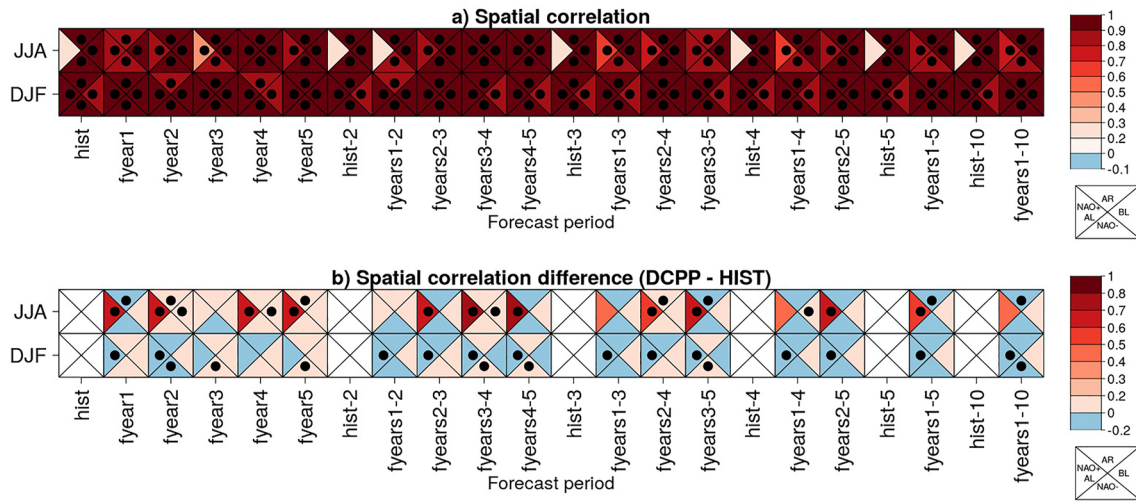 a) Spatial correlation
JJA
DJF
hist
fyear1
fyear2
fyear3
fyear4
fyear5
hist-2
fyears1-2
fyears2-3
fyears3-4
fyears4-5
hist-3
fyears1-3
fyears2-4
fyears3-5
hist-4
fyears1-4
fyears2-5
hist-5
fyears1-5
hist-10
fyears1-10
Forecast period
1
0.9
0.8
0.7
0.6
0.5
0.4
0.3
0.2
0
-0.1
AR
NAO+
BL
AL
NAO-
b) Spatial correlation difference (DCPP - HIST)
JJA
DJF
hist
fyear1
fyear2
fyear3
fyear4
fyear5
hist-2
fyears1-2
fyears2-3
fyears3-4
fyears4-5
hist-3
fyears1-3
fyears2-4
fyears3-5
hist-4
fyears1-4
fyears2-5
hist-5
fyears1-5
hist-10
fyears1-10
Forecast period
1
0.8
0.7
0.6
0.5
0.4
0.3
0.2
0
-0.2
AR
NAO+
BL
AL
NAO-